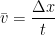 v̄ = Δx / t